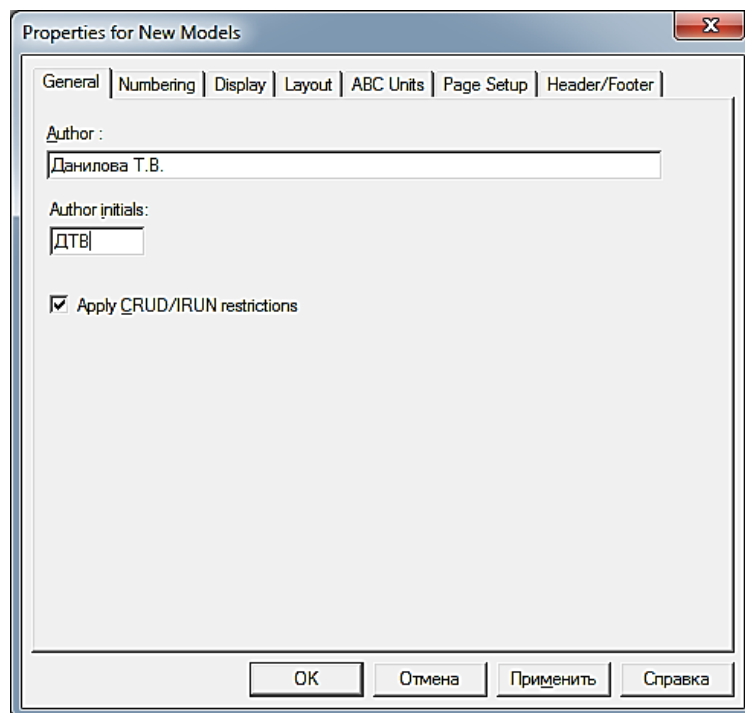 Properties for New Models
General Numbering Display Layout ABC Units Page Setup Header/Footer
Author :
Данилова Т.В.
Author initials:
ДТВ
Apply CRUD/IRUN restrictions
OK Отмена Применить Справка